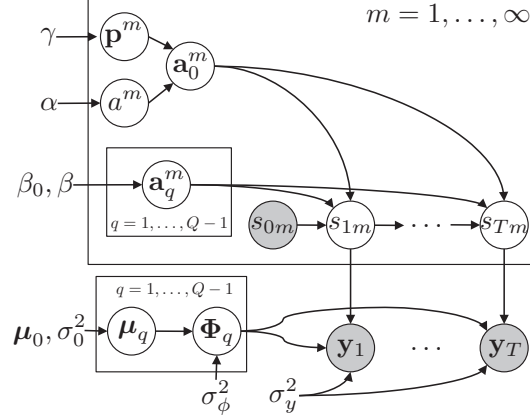 m = 1, . . . , ∞
γ
𝐩^m
𝐚_0^m
α
a^m
β_0, β
𝐚_q^m
q = 1, . . . , Q - 1
s_{0m}
s_{1m}
· · ·
s_{Tm}
q = 1, . . . , Q - 1
𝛍_0, σ_0^2
𝛍_q
𝚽_q
𝐲_1
· · ·
𝐲_T
σ_ϕ^2
σ_y^2